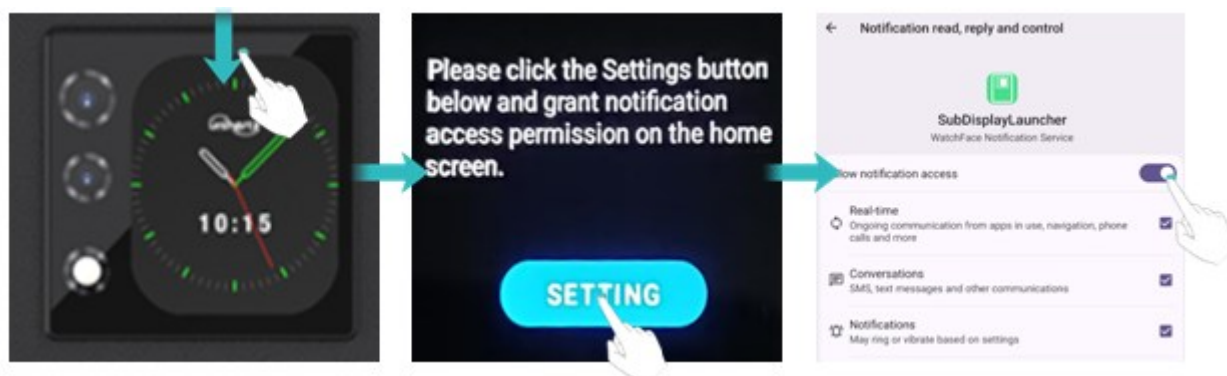 10:15
Please click the Settings button
below and grant notification
access permission on the home
screen.
SETTING
Notification read, reply and control
SubDisplayLauncher
WatchFace Notification Service
notification access
Real-time
Ongoing communication from apps in use, navigation, phone
calls and more
Conversations
SMS, text messages and other communications
Notifications
May ring or vibrate based on settings